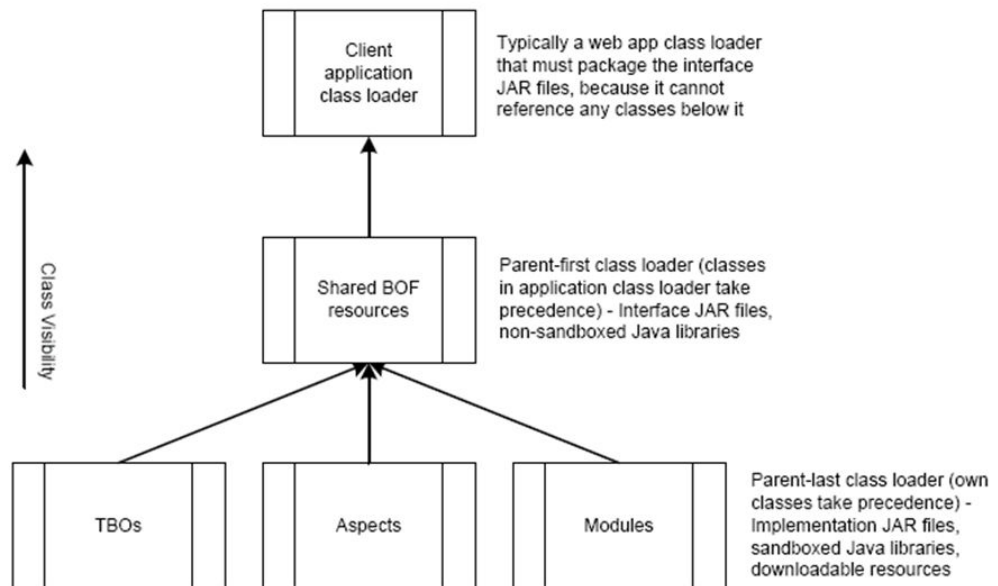 Client
application
class loader
Typically a web app class loader
that must package the interface
JAR files, because it cannot
reference any classes below it
Class Visibility
Shared BOF
resources
Parent-first class loader (classes
in application class loader take
precedence) - Interface JAR files,
non-sandboxed Java libraries
TBOs
Aspects
Modules
Parent-last class loader (own
classes take precedence) -
Implementation JAR files,
sandboxed Java libraries,
downloadable resources